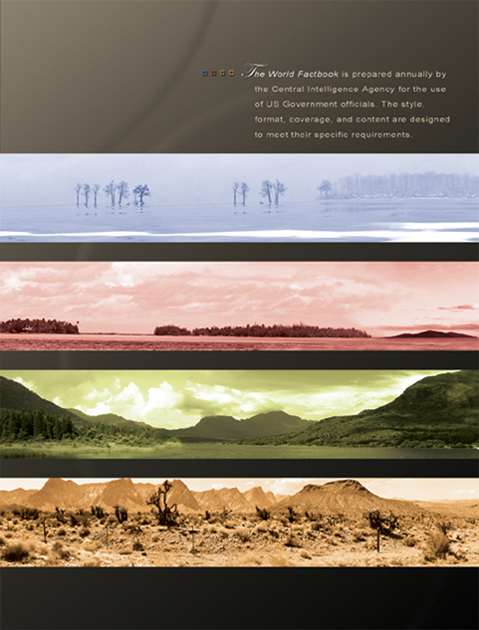 The World Factbook is prepared annually by
the Central Intelligence Agency for the use
of US Government officials. The style,
format, coverage, and content are designed
to meet their specific requirements.